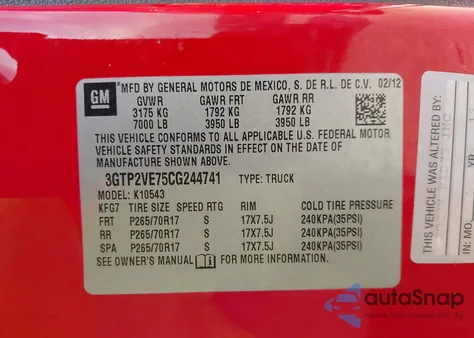 GM
MFD BY GENERAL MOTORS DE MEXICO, S. DE R.L. DE C.V. 02/12
GVWR GAWR FRT GAWR RR
3175 KG 1792 KG 1792 KG
7000 LB 3950 LB 3950 LB
THIS VEHICLE CONFORMS TO ALL APPLICABLE U.S. FEDERAL MOTOR
VEHICLE SAFETY STANDARDS IN EFFECT ON THE DATE OF
MANUFACTURE SHOWN ABOVE.
3GTP2VE75CG244741 TYPE: TRUCK
MODEL: K10543
KFG7 TIRE SIZE SPEED RTG RIM COLD TIRE PRESSURE
FRT P265/70R17 S 17X7.5J 240KPA(35PSI)
RR P265/70R17 S 17X7.5J 240KPA(35PSI)
SPA P265/70R17 S 17X7.5J 240KPA(35PSI)
SEE OWNER'S MANUAL FOR MORE INFORMATION.
THIS VEHICLE WAS ALTERED BY:
IN: MO.
YR.
autoSnap